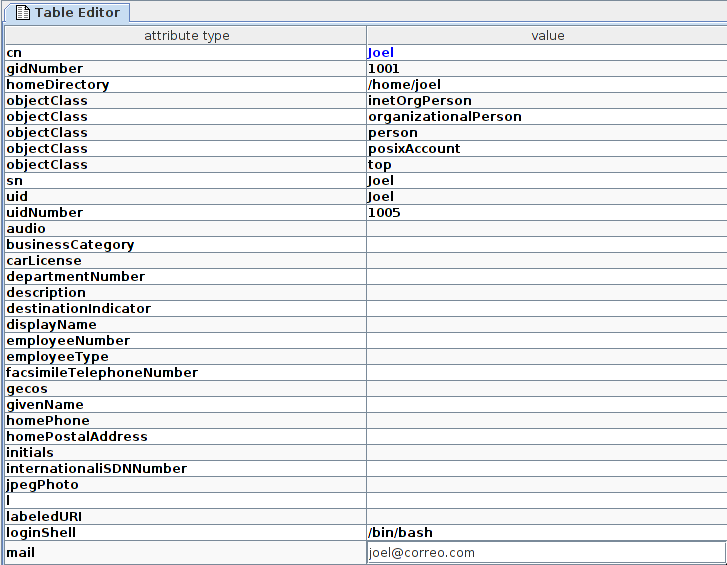 Table Editor
attribute type value
cn Joel
gidNumber 1001
homeDirectory /home/joel
objectClass inetOrgPerson
objectClass organizationalPerson
objectClass person
objectClass posixAccount
objectClass top
sn Joel
uid Joel
uidNumber 1005
audio
businessCategory
carLicense
departmentNumber
description
destinationIndicator
displayName
employeeNumber
employeeType
facsimileTelephoneNumber
gecos
givenName
homePhone
homePostalAddress
initials
internationaliSDNNumber
jpegPhoto
l
labeledURI
loginShell /bin/bash
mail joel@correo.com